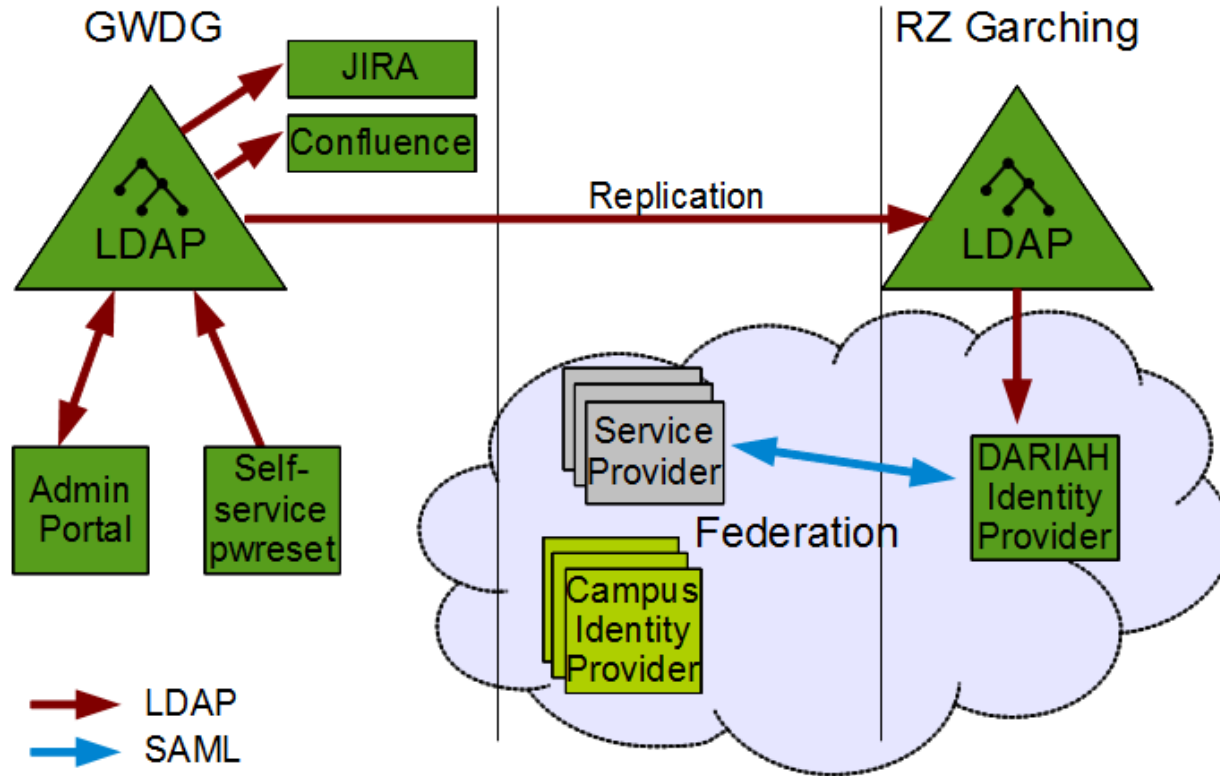 GWDG
RZ Garching
JIRA
Confluence
LDAP
Replication
LDAP
Admin
Portal
Self-
service
pwreset
Service
Provider
DARIAH
Identity
Provider
Federation
Campus
Identity
Provider
LDAP
SAML